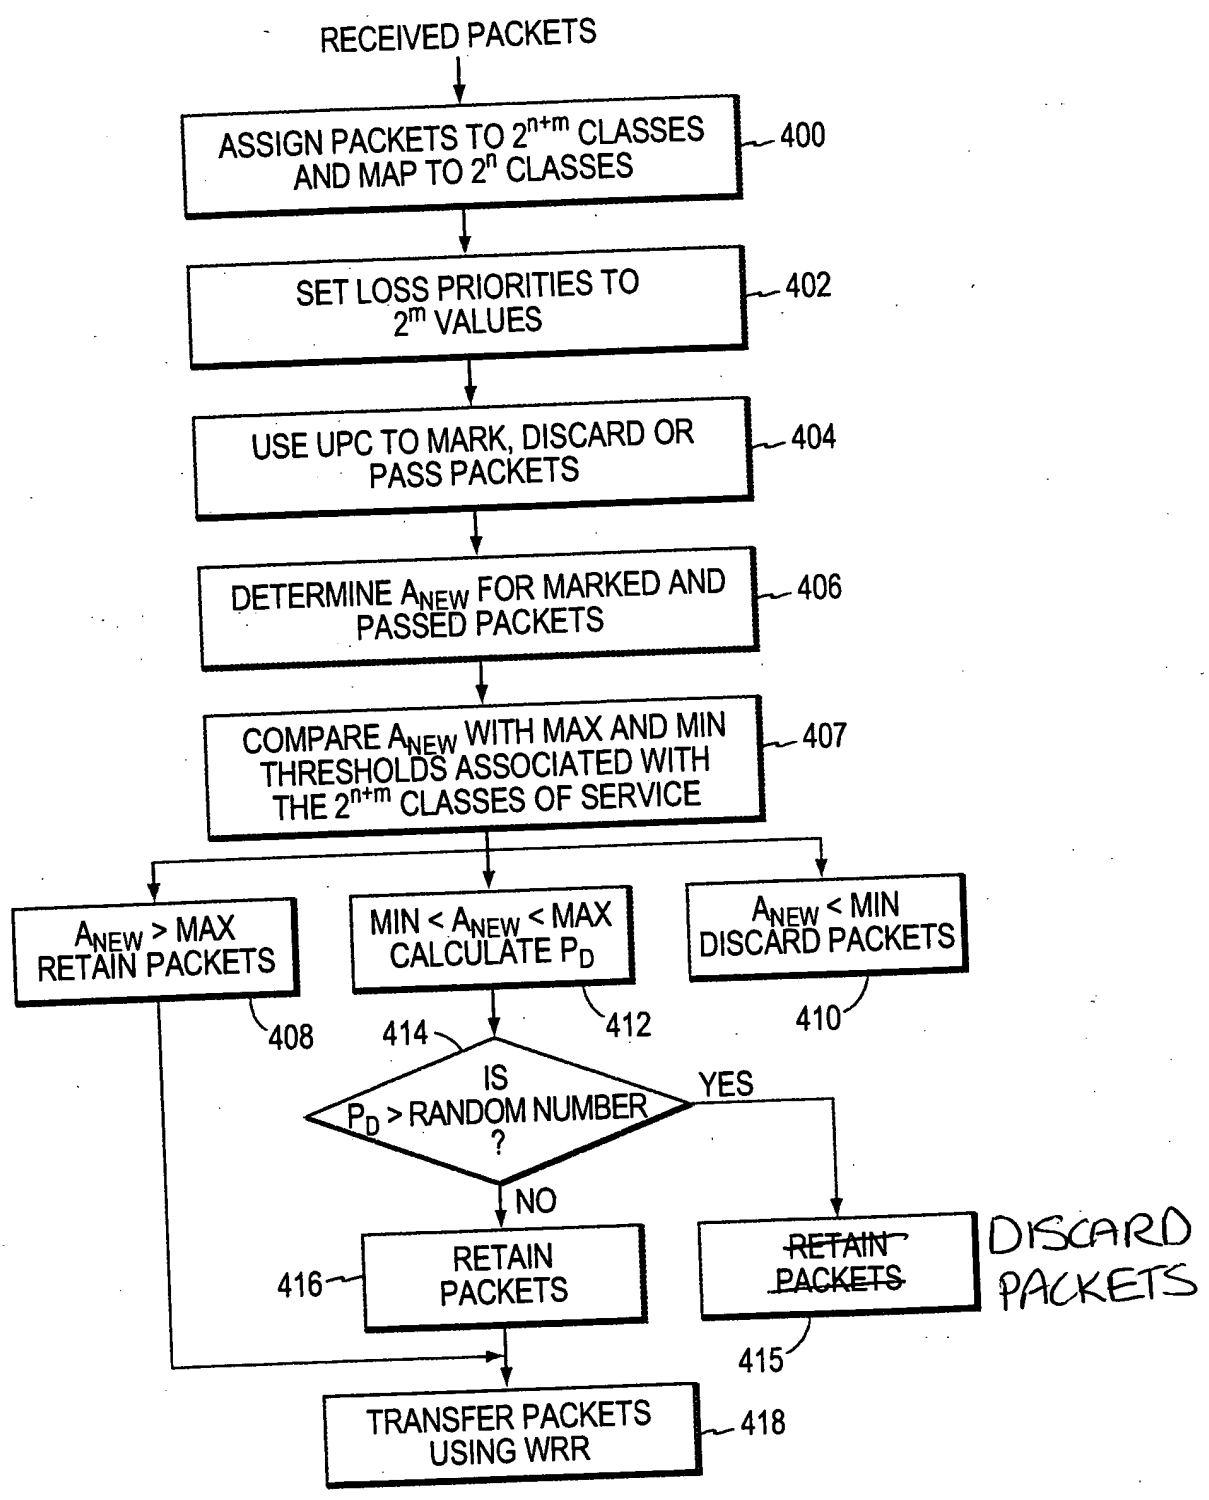 RECEIVED PACKETS
ASSIGN PACKETS TO 2^n+m CLASSES
AND MAP TO 2^n CLASSES
400
SET LOSS PRIORITIES TO
2^m VALUES
402
USE UPC TO MARK, DISCARD OR
PASS PACKETS
404
DETERMINE A_NEW FOR MARKED AND
PASSED PACKETS
406
COMPARE A_NEW WITH MAX AND MIN
THRESHOLDS ASSOCIATED WITH
THE 2^n+m CLASSES OF SERVICE
407
A_NEW > MAX
RETAIN PACKETS
408
MIN < A_NEW < MAX
CALCULATE P_D
412
A_NEW < MIN
DISCARD PACKETS
410
414
IS
P_D > RANDOM NUMBER
?
YES
NO
RETAIN
PACKETS
416
RETAIN
PACKETS
415
DISCARD
PACKETS
TRANSFER PACKETS
USING WRR
418